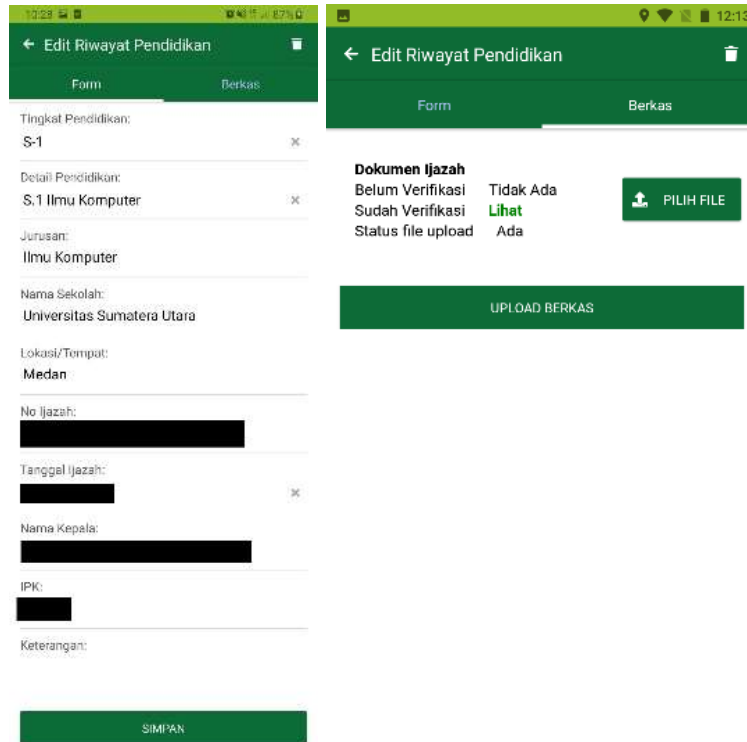 10:28 87%
← Edit Riwayat Pendidikan
Form Berkas
Tingkat Pendidikan:
S-1 ×
Detail Pendidikan:
S.1 Ilmu Komputer ×
Jurusan:
Ilmu Komputer
Nama Sekolah:
Universitas Sumatera Utara
Lokasi/Tempat:
Medan
No Ijazah:
Tanggal Ijazah:
×
Nama Kepala:
IPK:
Keterangan:
SIMPAN
12:13
← Edit Riwayat Pendidikan
Form Berkas
Dokumen Ijazah
Belum Verifikasi Tidak Ada
Sudah Verifikasi Lihat
Status file upload Ada
PILIH FILE
UPLOAD BERKAS